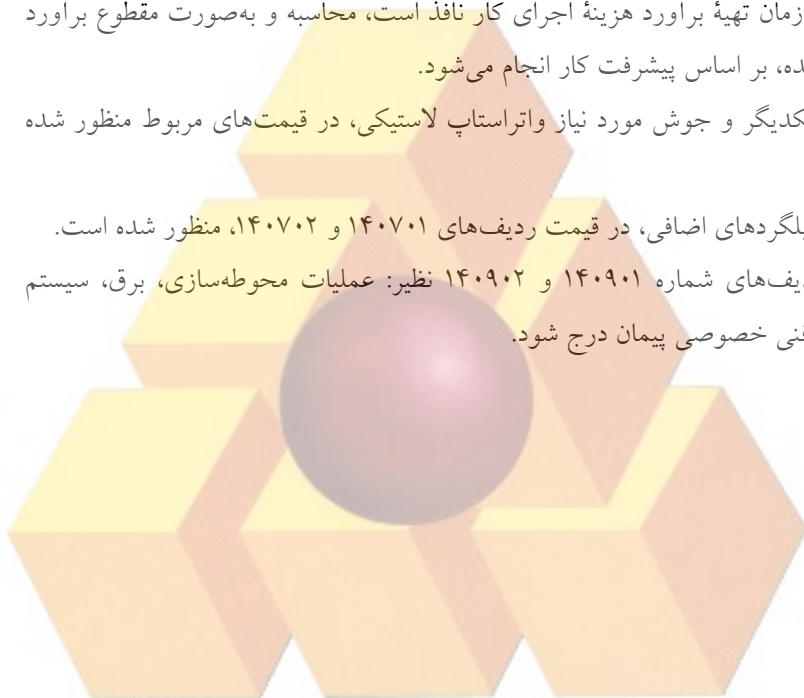 زمان تهیهٔ برآورد هزینهٔ اجرای کار نافذ است، محاسبه و به‌صورت مقطوع برآورد
ده، بر اساس پیشرفت کار انجام می‌شود.
کدیگر و جوش مورد نیاز واتراستاپ لاستیکی، در قیمت‌های مربوط منظور شده
یلگردهای اضافی، در قیمت ردیف‌های ۱۴۰۷۰۱ و ۱۴۰۷۰۲، منظور شده است.
یف‌های شماره ۱۴۰۹۰۱ و ۱۴۰۹۰۲ نظیر: عملیات محوطه‌سازی، برق، سیستم
فنی خصوصی پیمان درج شود.